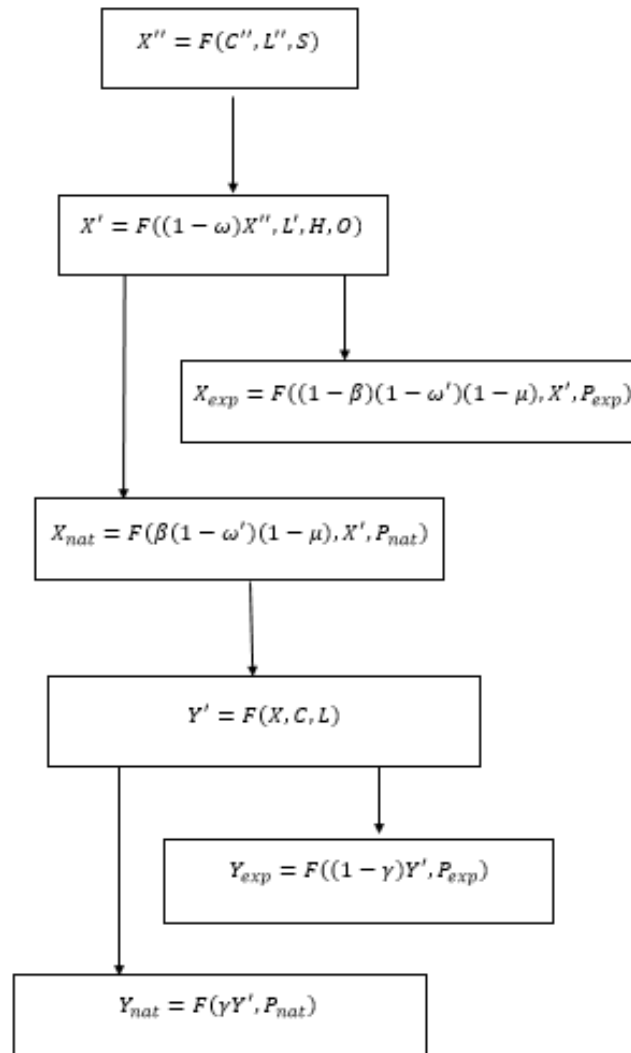 X'' = F(C'', L'', S)
X' = F((1 − ω)X'', L', H, O)
X_exp = F((1 − β)(1 − ω')(1 − μ), X', P_exp)
X_nat = F(β(1 − ω')(1 − μ), X', P_nat)
Y' = F(X, C, L)
Y_exp = F((1 − γ)Y', P_exp)
Y_nat = F(γY', P_nat)